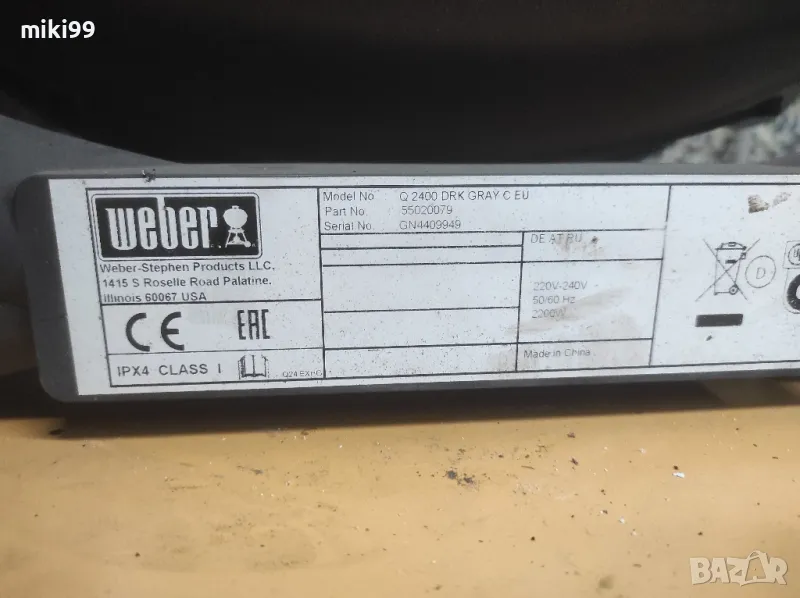 miki99
weber
Weber-Stephen Products LLC,
1415 S Roselle Road Palatine,
Illinois 60067 USA
CE EAC
IPX4 CLASS I
Model No. Q 2400 DRK GRAY C EU
Part No. 55020079
Serial No. GN4409949
DE AT RU
220V-240V
50/60 Hz
2200W
Made in China
D
BAZAR